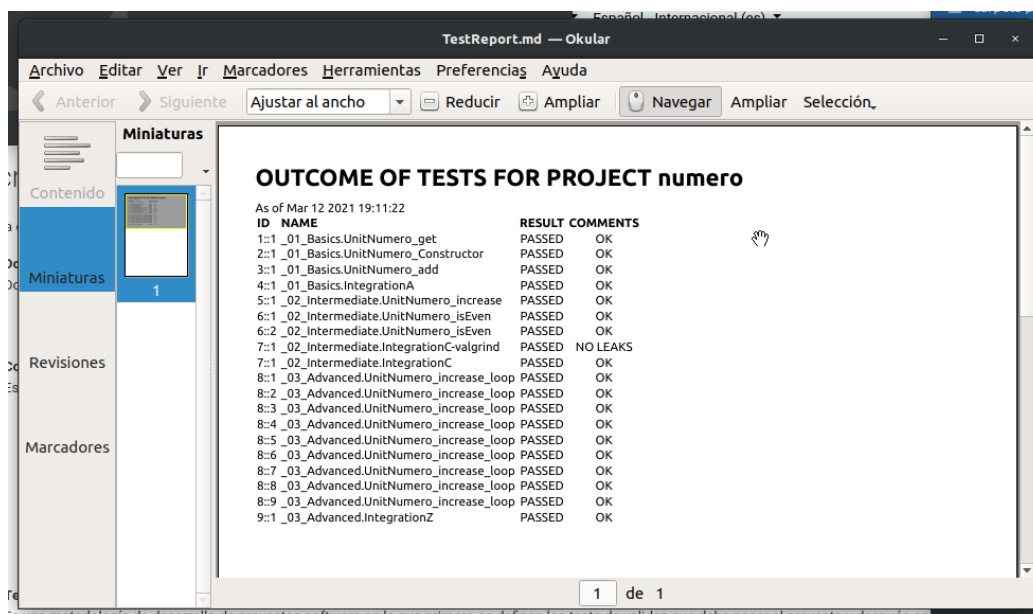 Español, Internacional (es)
TestReport.md — Okular
Archivo Editar Ver Ir Marcadores Herramientas Preferencias Ayuda
Anterior Siguiente Ajustar al ancho Reducir Ampliar Navegar Ampliar Selección
Contenido
Miniaturas
Revisiones
Marcadores
Miniaturas
1
OUTCOME OF TESTS FOR PROJECT numero
As of Mar 12 2021 19:11:22
ID NAME RESULT COMMENTS
1::1 _01_Basics.UnitNumero_get PASSED OK
2::1 _01_Basics.UnitNumero_Constructor PASSED OK
3::1 _01_Basics.UnitNumero_add PASSED OK
4::1 _01_Basics.IntegrationA PASSED OK
5::1 _02_Intermediate.UnitNumero_increase PASSED OK
6::1 _02_Intermediate.UnitNumero_isEven PASSED OK
6::2 _02_Intermediate.UnitNumero_isEven PASSED OK
7::1 _02_Intermediate.IntegrationC-valgrind PASSED NO LEAKS
7::1 _02_Intermediate.IntegrationC PASSED OK
8::1 _03_Advanced.UnitNumero_increase_loop PASSED OK
8::2 _03_Advanced.UnitNumero_increase_loop PASSED OK
8::3 _03_Advanced.UnitNumero_increase_loop PASSED OK
8::4 _03_Advanced.UnitNumero_increase_loop PASSED OK
8::5 _03_Advanced.UnitNumero_increase_loop PASSED OK
8::6 _03_Advanced.UnitNumero_increase_loop PASSED OK
8::7 _03_Advanced.UnitNumero_increase_loop PASSED OK
8::8 _03_Advanced.UnitNumero_increase_loop PASSED OK
8::9 _03_Advanced.UnitNumero_increase_loop PASSED OK
9::1 _03_Advanced.IntegrationZ PASSED OK
1 de 1